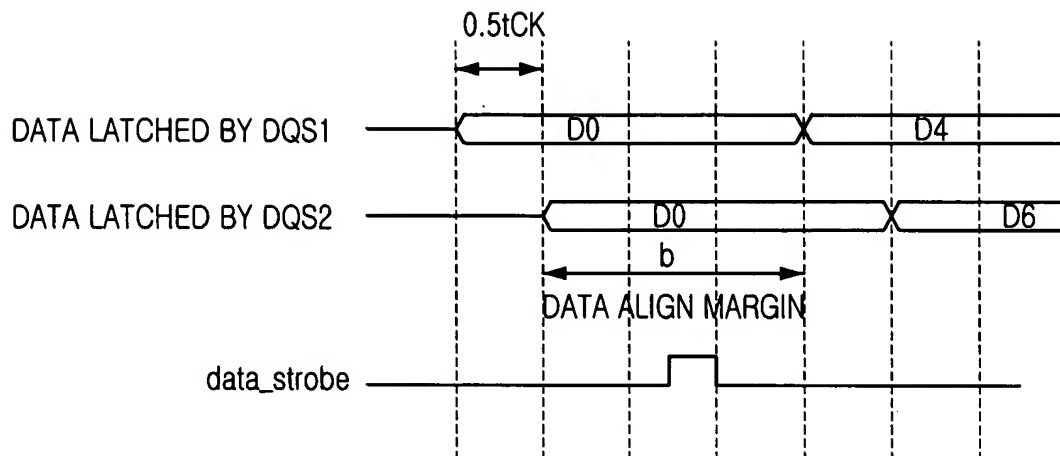 0.5tCK
DATA LATCHED BY DQS1 D0 D4
DATA LATCHED BY DQS2 D0 D6
b
DATA ALIGN MARGIN
data_strobe